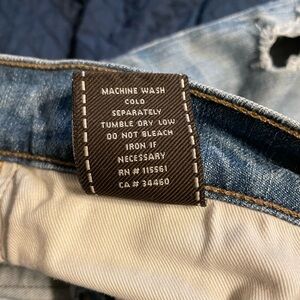 MACHINE WASH
COLD
SEPARATELY
TUMBLE DRY LOW
DO NOT BLEACH
IRON IF
NECESSARY
RN # 115561
CA # 34460